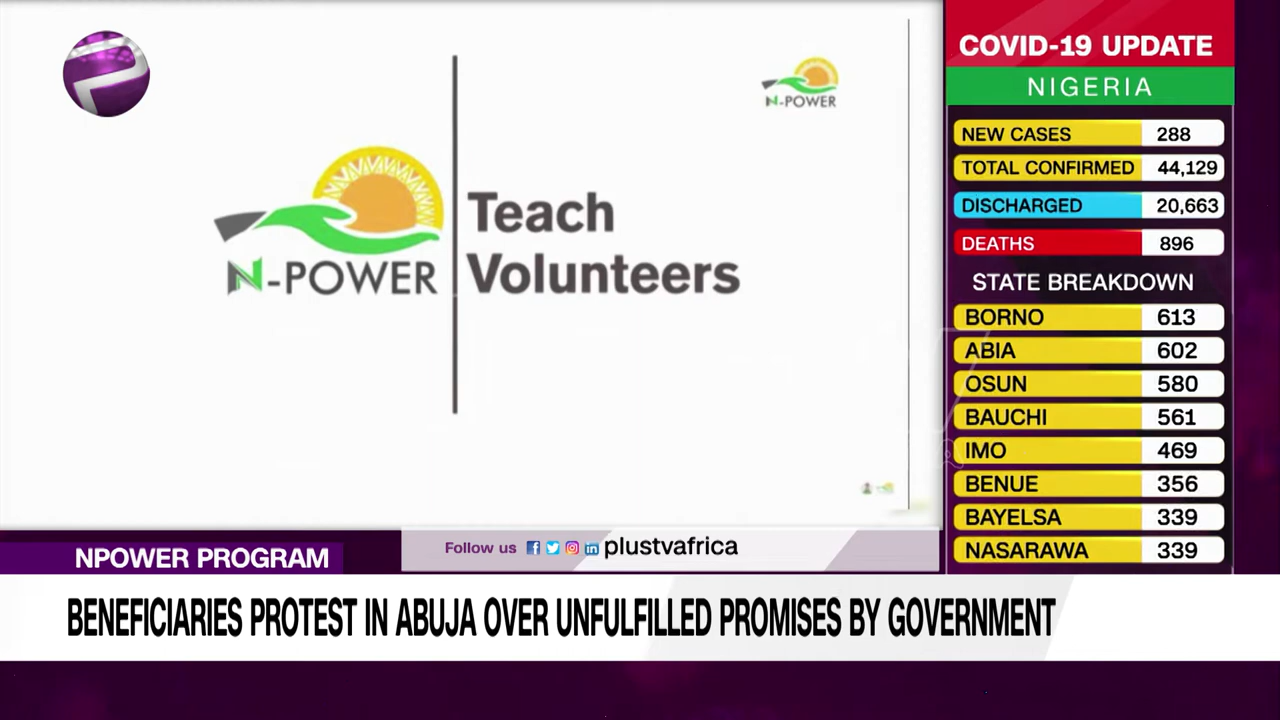 N-POWER
Teach
Volunteers
N-POWER
COVID-19 UPDATE
NIGERIA
NEW CASES 288
TOTAL CONFIRMED 44,129
DISCHARGED 20,663
DEATHS 896
STATE BREAKDOWN
BORNO 613
ABIA 602
OSUN 580
BAUCHI 561
IMO 469
BENUE 356
BAYELSA 339
NASARAWA 339
Follow us plustvafrica
NPOWER PROGRAM
BENEFICIARIES PROTEST IN ABUJA OVER UNFULFILLED PROMISES BY GOVERNMENT